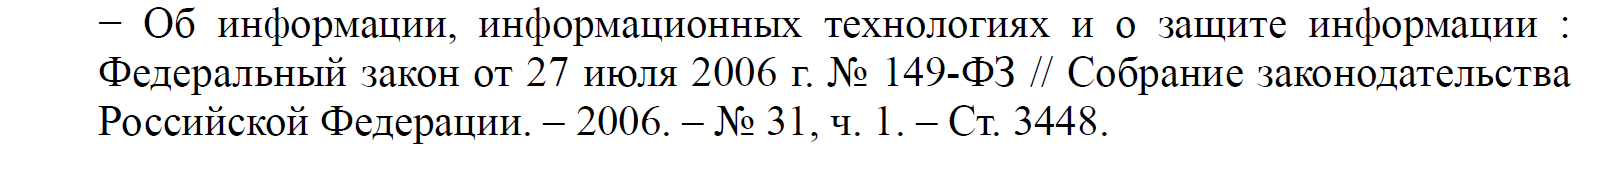 − Об информации, информационных технологиях и о защите информации :
Федеральный закон от 27 июля 2006 г. № 149-ФЗ // Собрание законодательства
Российской Федерации. – 2006. – № 31, ч. 1. – Ст. 3448.